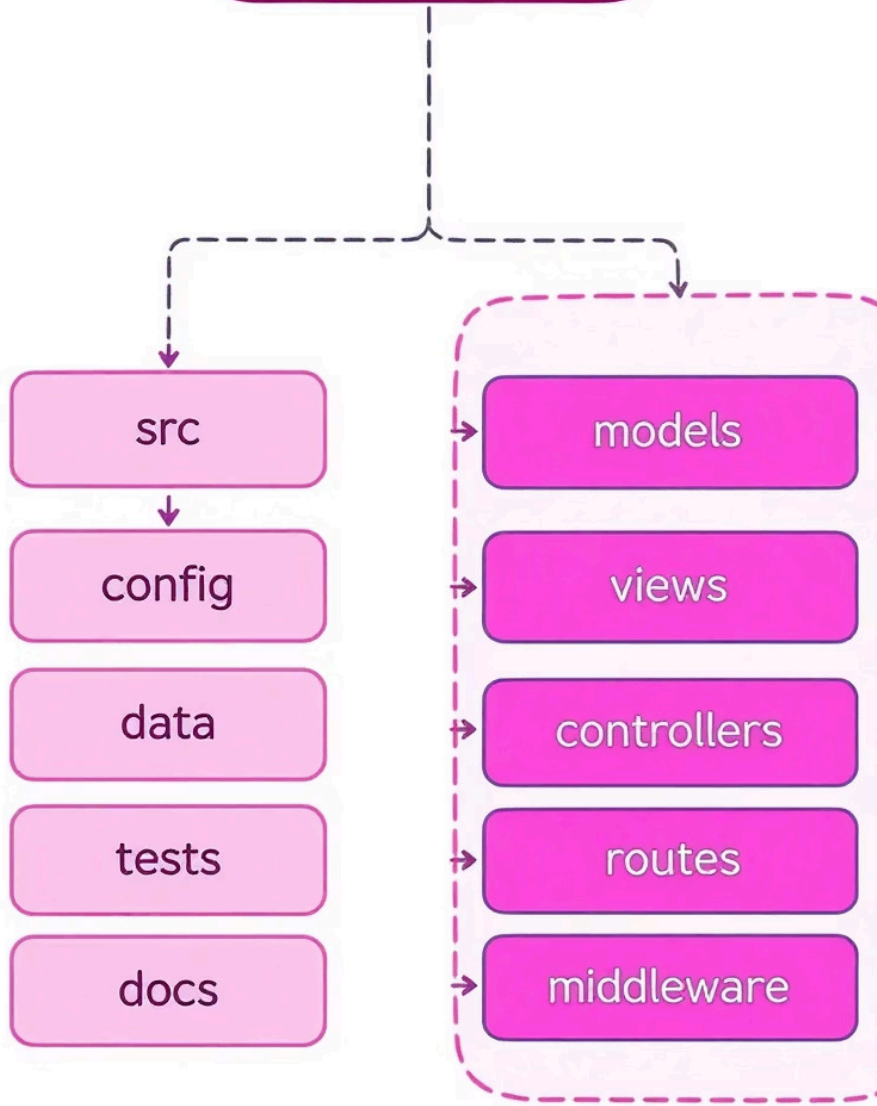 src
config
data
tests
docs
models
views
controllers
routes
middleware